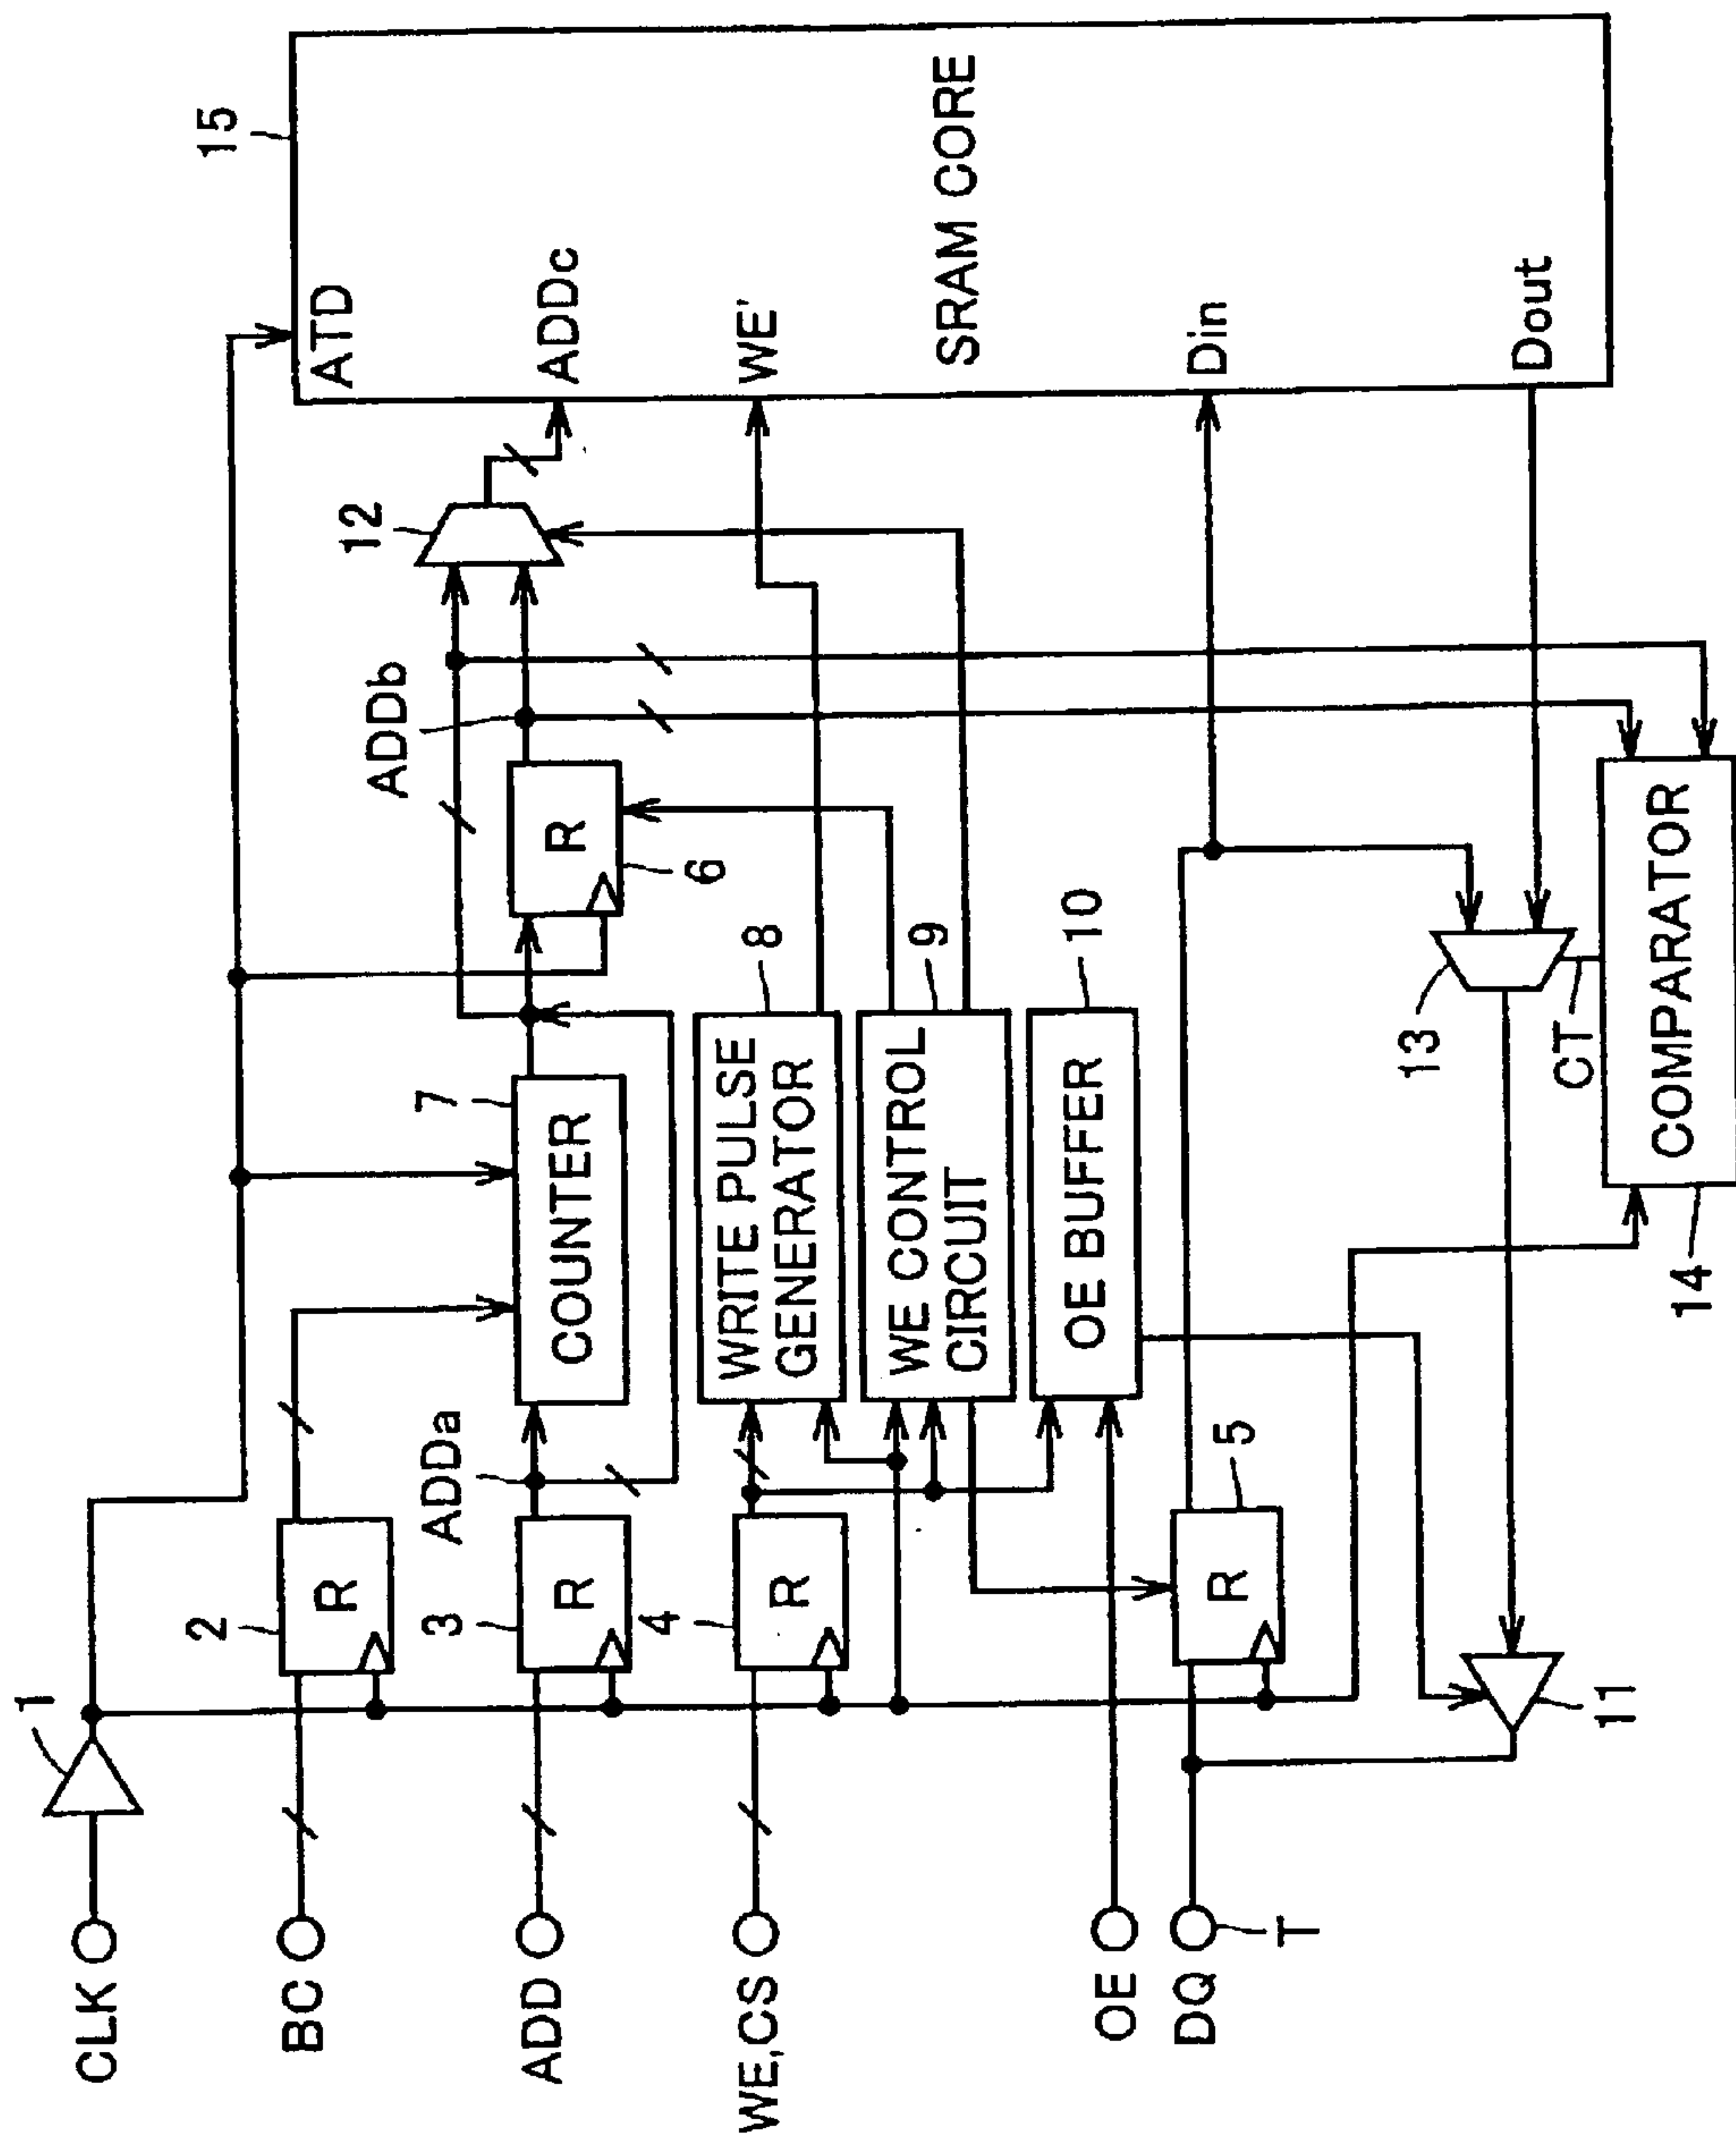 CLK
1
BC
2
R
ADD
3
R
ADDa
7
COUNTER
R
6
ADDb
12
15
ATD
ADDc
WE'
SRAM CORE
Din
Dout
WE,CS
4
R
8
WRITE PULSE
GENERATOR
9
WE CONTROL
CIRCUIT
10
OE BUFFER
OE
DQ
T
R
5
11
13
CT
14
COMPARATOR